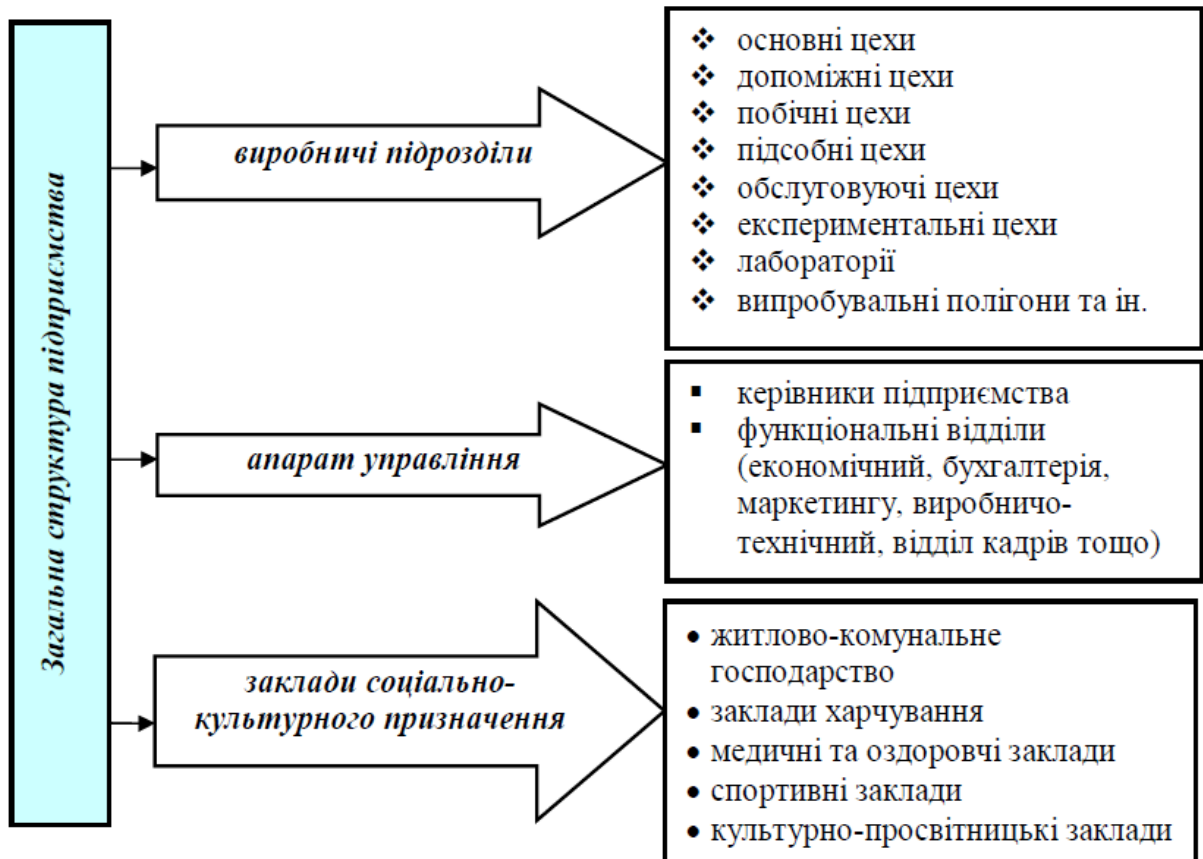 Загальна структура підприємства
виробничі підрозділи
❖ основні цехи
❖ допоміжні цехи
❖ побічні цехи
❖ підсобні цехи
❖ обслуговуючі цехи
❖ експериментальні цехи
❖ лабораторії
❖ випробувальні полігони та ін.
апарат управління
▪ керівники підприємства
▪ функціональні відділи
(економічний, бухгалтерія,
маркетингу, виробничо-
технічний, відділ кадрів тощо)
заклади соціально-
культурного призначення
• житлово-комунальне
господарство
• заклади харчування
• медичні та оздоровчі заклади
• спортивні заклади
• культурно-просвітницькі заклади